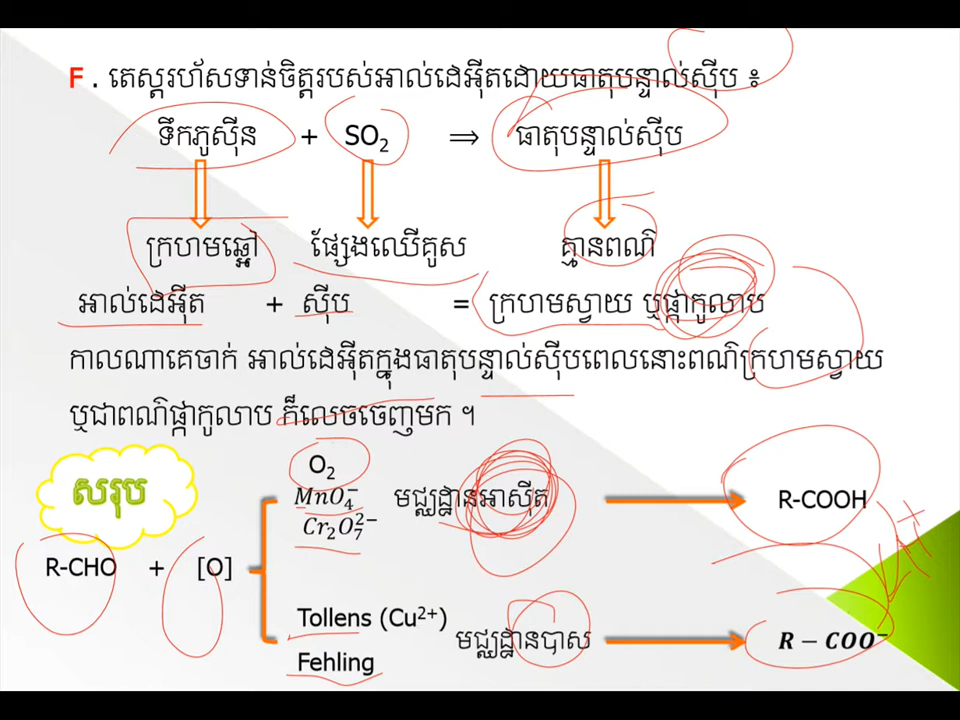 F . តេស្តរហ័សទាន់ចិត្តរបស់អាល់ដេអ៊ីតដោយធាតុបន្ទាល់ស៊ីប ៖
ទឹកភូស៊ីន + SO₂ ⟹ ធាតុបន្ទាល់ស៊ីប
ក្រហមឆ្អៅ ផ្សែងឈើគូស គ្មានពណ៌
អាល់ដេអ៊ីត + ស៊ីប = ក្រហមស្វាយ ឬផ្កាកូលាប
កាលណាគេចាក់ អាល់ដេអ៊ីតក្នុងធាតុបន្ទាល់ស៊ីបពេលនោះពណ៌ក្រហមស្វាយ
ឬជាពណ៌ផ្កាកូលាប ក៏លេចចេញមក ។
សរុប
O₂
MnO₄⁻ មជ្ឈដ្ឋានអាស៊ីត R-COOH
Cr₂O₇²⁻
R-CHO + [O]
Tollens (Cu²⁺) មជ្ឈដ្ឋានបាស R – COO⁻
Fehling